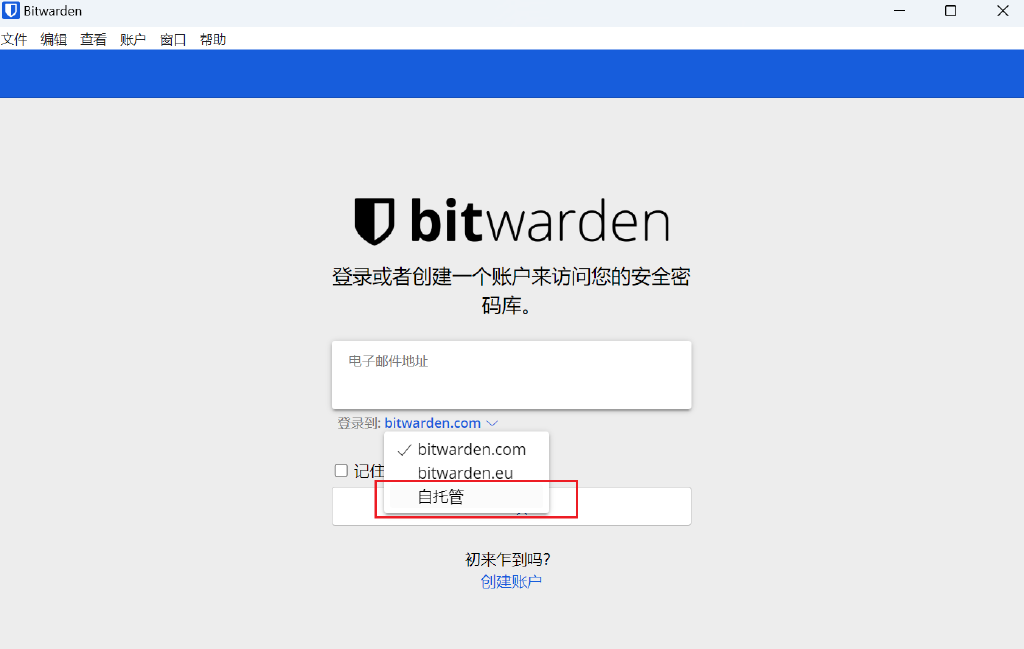 Bitwarden
文件 编辑 查看 账户 窗口 帮助
bitwarden
登录或者创建一个账户来访问您的安全密
码库。
电子邮件地址
登录到: bitwarden.com
bitwarden.com
记住
bitwarden.eu
自托管
初来乍到吗?
创建账户